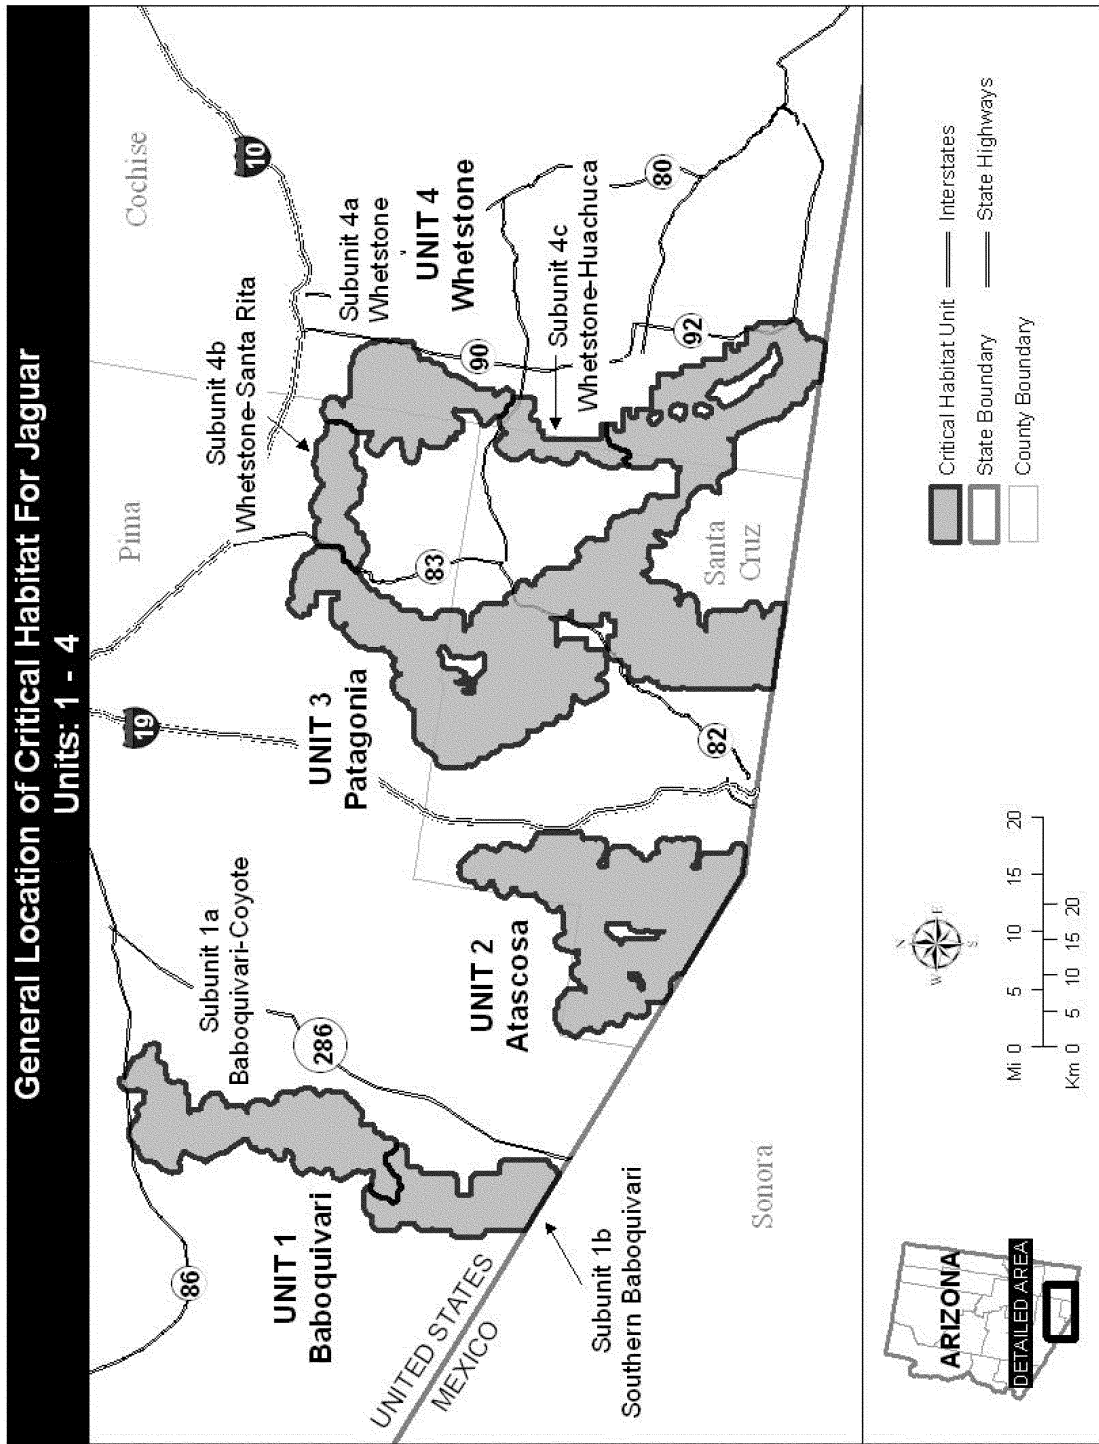 General Location of Critical Habitat For Jaguar
Units: 1 - 4
86
UNIT 1
Baboquivari
Subunit 1a
Baboquivari-Coyote
286
UNITED STATES
MEXICO
Subunit 1b
Southern Baboquivari
Sonora
UNIT 2
Atascosa
19
UNIT 3
Patagonia
82
83
Pima
Subunit 4b
Whetstone-Santa Rita
Santa
Cruz
Cochise
10
Subunit 4a
Whetstone
UNIT 4
Whetstone
90
Subunit 4c
Whetstone-Huachuca
80
92
ARIZONA
DETAILED AREA
N
W
E
S
Mi 0 5 10 15 20
Km 0 5 10 15 20
Critical Habitat Unit
State Boundary
County Boundary
Interstates
State Highways